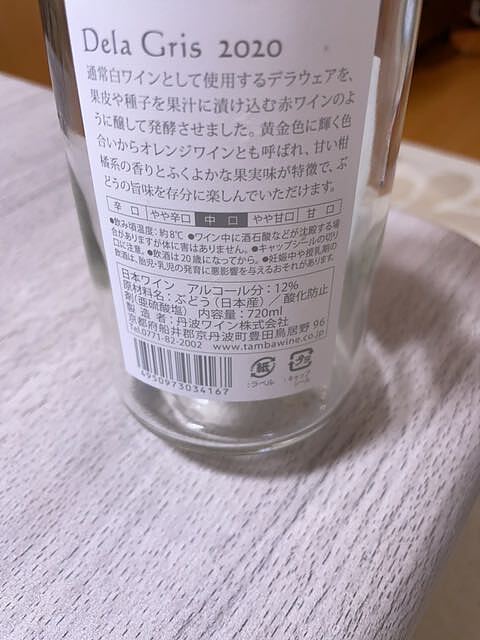 Dela Gris 2020
通常白ワインとして使用するデラウェアを、
果皮や種子を果汁に漬け込む赤ワインのよ
うに醸して発酵させました。黄金色に輝く色
合いからオレンジワインとも呼ばれ、甘い柑
橘系の香りとふくよかな果実味が特徴で、ぶ
どうの旨味を存分に楽しんでいただけます。
辛口 やや辛口 中口 やや甘口 甘口
●飲み頃温度:約8℃ ●ワイン中に酒石酸などが沈殿する場
合がありますが体に害はありません。●キャップシールの切り
口に注意。●飲酒は20歳になってから。●妊娠中や授乳期の
飲酒は、胎児・乳児の発育に悪影響を与えるおそれがあります。
日本ワイン アルコール分:12%
原材料名:ぶどう(日本産)/酸化防止
剤(亜硫酸塩) 内容量:720ml
製造者:丹波ワイン株式会社
京都府船井郡京丹波町豊田鳥居野96
Tel.0771-82-2002 www.tambawine.co.jp
4950973034167
紙 :ラベル
プラ :キャップシール